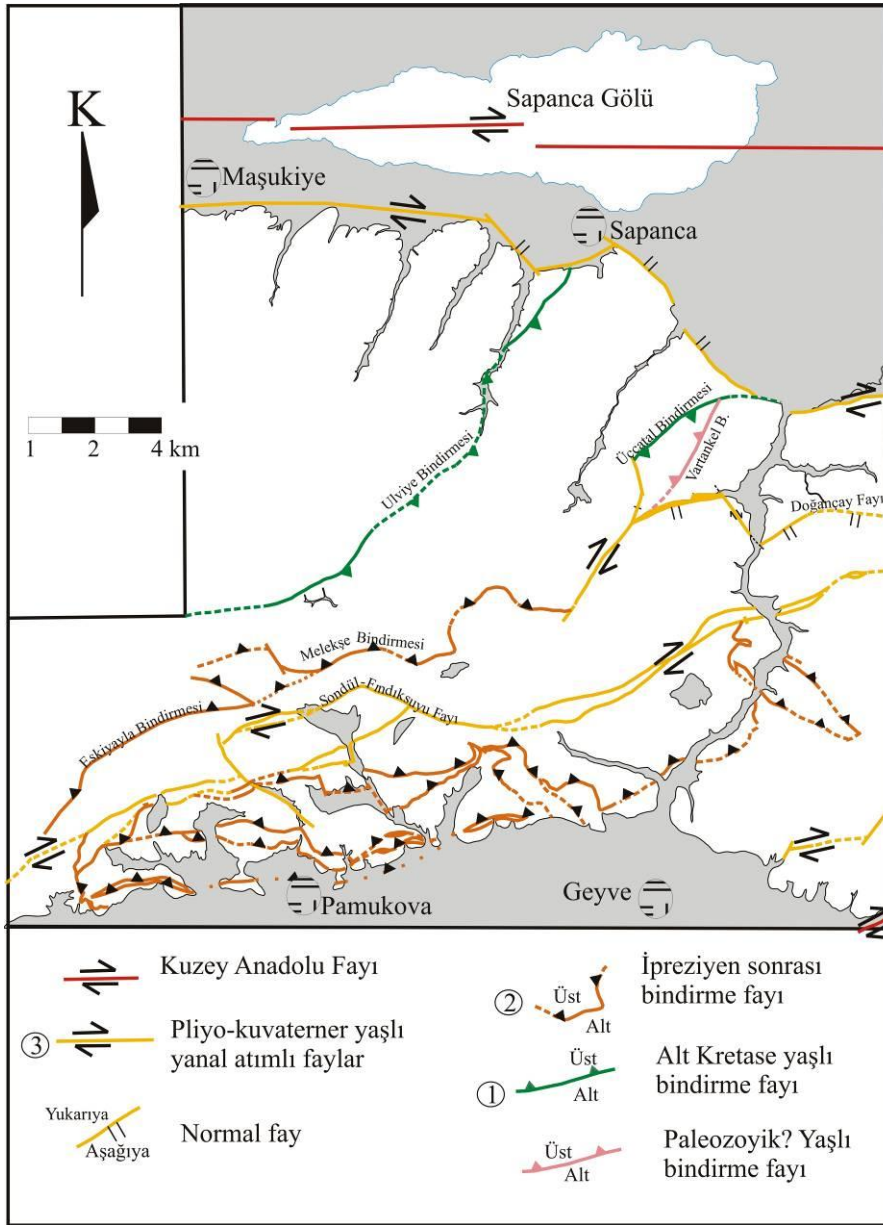 K
Sapanca Gölü
Maşukiye
Sapanca
1 2 4 km
Ulviye Bindirmesi
Üççatal Bindirmesi
Vartankel B.
Doğançay Fayı
Melekşe Bindirmesi
Sondül-Fındıksuyu Fayı
Eskiyayla Bindirmesi
Pamukova
Geyve
Kuzey Anadolu Fayı
③
Pliyo-kuvaterner yaşlı
yanal atımlı faylar
Yukarıya
Aşağıya
Normal fay
②
Üst
Alt
İpreziyen sonrası
bindirme fayı
①
Üst
Alt
Alt Kretase yaşlı
bindirme fayı
Üst
Alt
Paleozoyik? Yaşlı
bindirme fayı